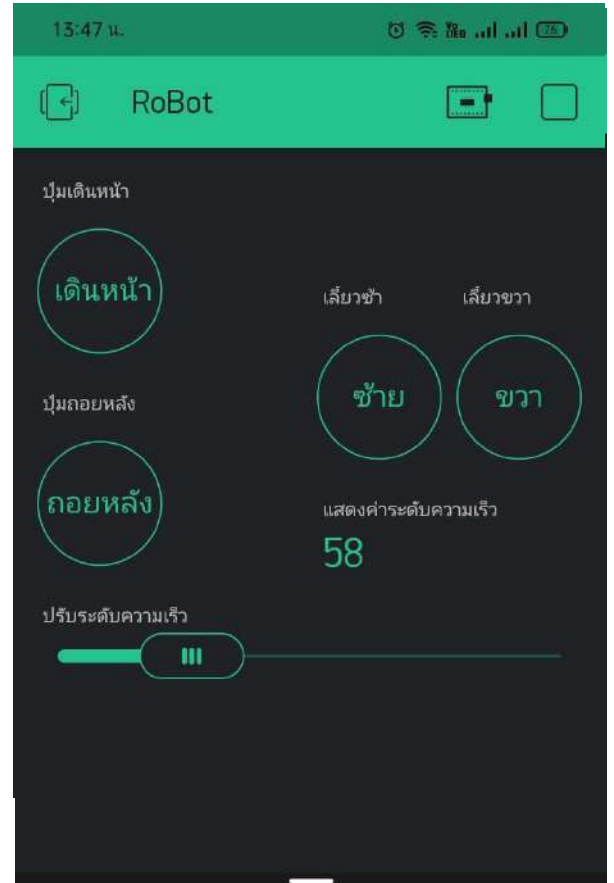 13:47 น.
76
RoBot
ปุ่มเดินหน้า
เดินหน้า
เลี้ยวซ้า
เลี้ยวขวา
ซ้าย
ขวา
ปุ่มถอยหลัง
ถอยหลัง
แสดงค่าระดับความเร็ว
58
ปรับระดับความเร็ว